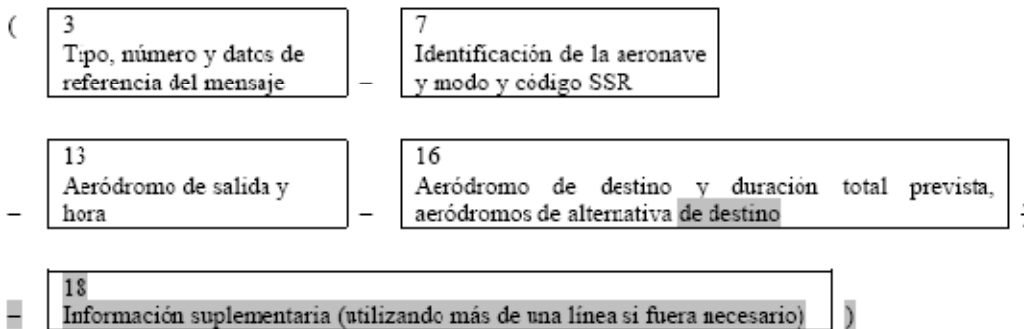 ( 3 7
Tipo, número y datos de Identificación de la aeronave
referencia del mensaje – y modo y código SSR
13 16
Aeródromo de salida y Aeródromo de destino y duración total prevista,
– hora – aeródromos de alternativa de destino
18
– Información suplementaria (utilizando más de una línea si fuera necesario) )